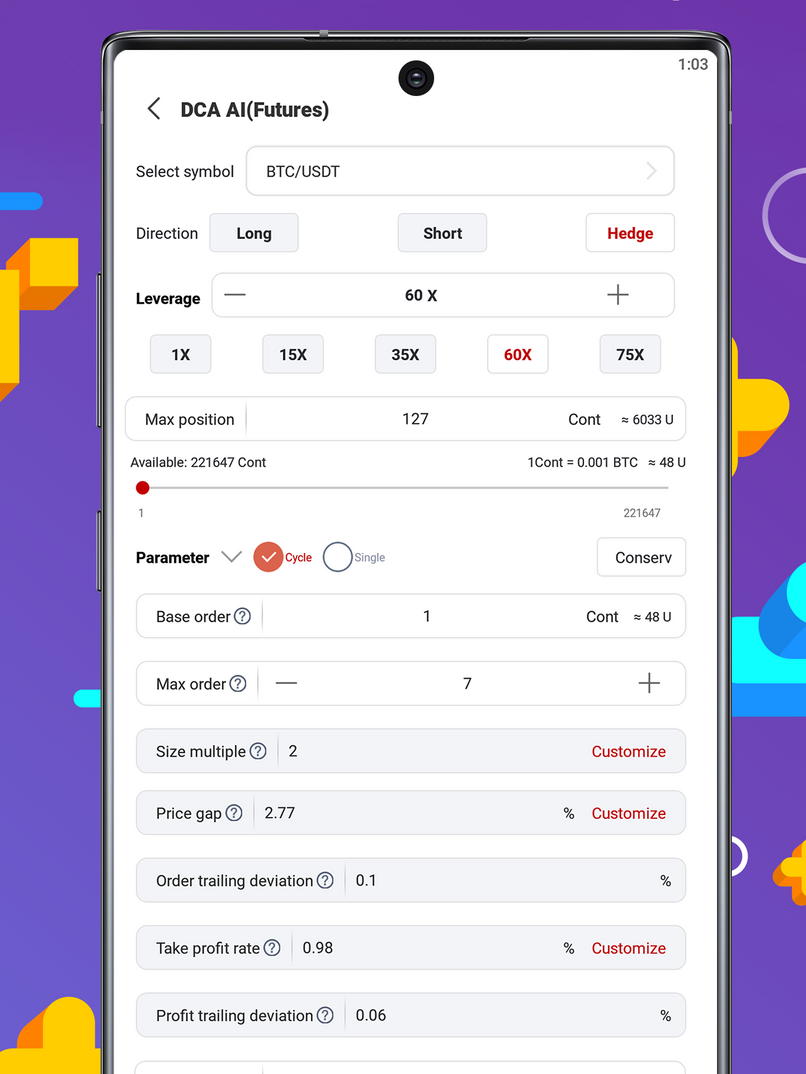 1:03
DCA AI(Futures)
Select symbol BTC/USDT
Direction Long Short Hedge
Leverage 60 X
1X 15X 35X 60X 75X
Max position 127 Cont ≈ 6033 U
Available: 221647 Cont 1Cont = 0.001 BTC ≈ 48 U
1 221647
Parameter Cycle Single Conserv
Base order ? 1 Cont ≈ 48 U
Max order ? 7
Size multiple ? 2 Customize
Price gap ? 2.77 % Customize
Order trailing deviation ? 0.1 %
Take profit rate ? 0.98 % Customize
Profit trailing deviation ? 0.06 %